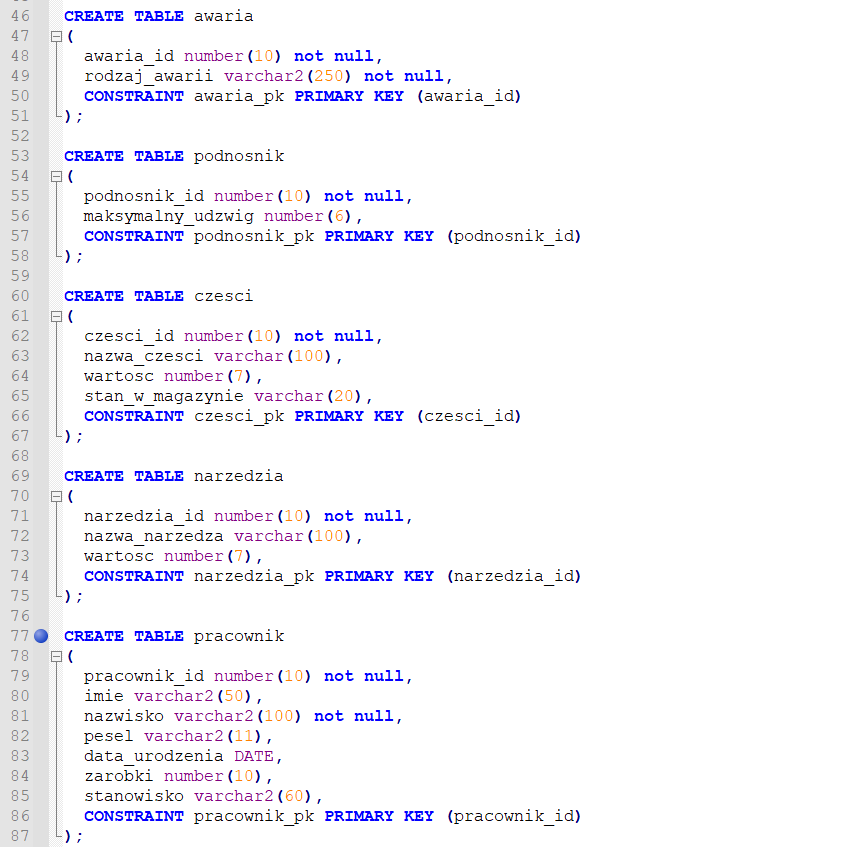 46 CREATE TABLE awaria
47 (
48 awaria_id number(10) not null,
49 rodzaj_awarii varchar2(250) not null,
50 CONSTRAINT awaria_pk PRIMARY KEY (awaria_id)
51 );
52
53 CREATE TABLE podnosnik
54 (
55 podnosnik_id number(10) not null,
56 maksymalny_udzwig number(6),
57 CONSTRAINT podnosnik_pk PRIMARY KEY (podnosnik_id)
58 );
59
60 CREATE TABLE czesci
61 (
62 czesci_id number(10) not null,
63 nazwa_czesci varchar(100),
64 wartosc number(7),
65 stan_w_magazynie varchar(20),
66 CONSTRAINT czesci_pk PRIMARY KEY (czesci_id)
67 );
68
69 CREATE TABLE narzedzia
70 (
71 narzedzia_id number(10) not null,
72 nazwa_narzedza varchar(100),
73 wartosc number(7),
74 CONSTRAINT narzedzia_pk PRIMARY KEY (narzedzia_id)
75 );
76
77 CREATE TABLE pracownik
78 (
79 pracownik_id number(10) not null,
80 imie varchar2(50),
81 nazwisko varchar2(100) not null,
82 pesel varchar2(11),
83 data_urodzenia DATE,
84 zarobki number(10),
85 stanowisko varchar2(60),
86 CONSTRAINT pracownik_pk PRIMARY KEY (pracownik_id)
87 );